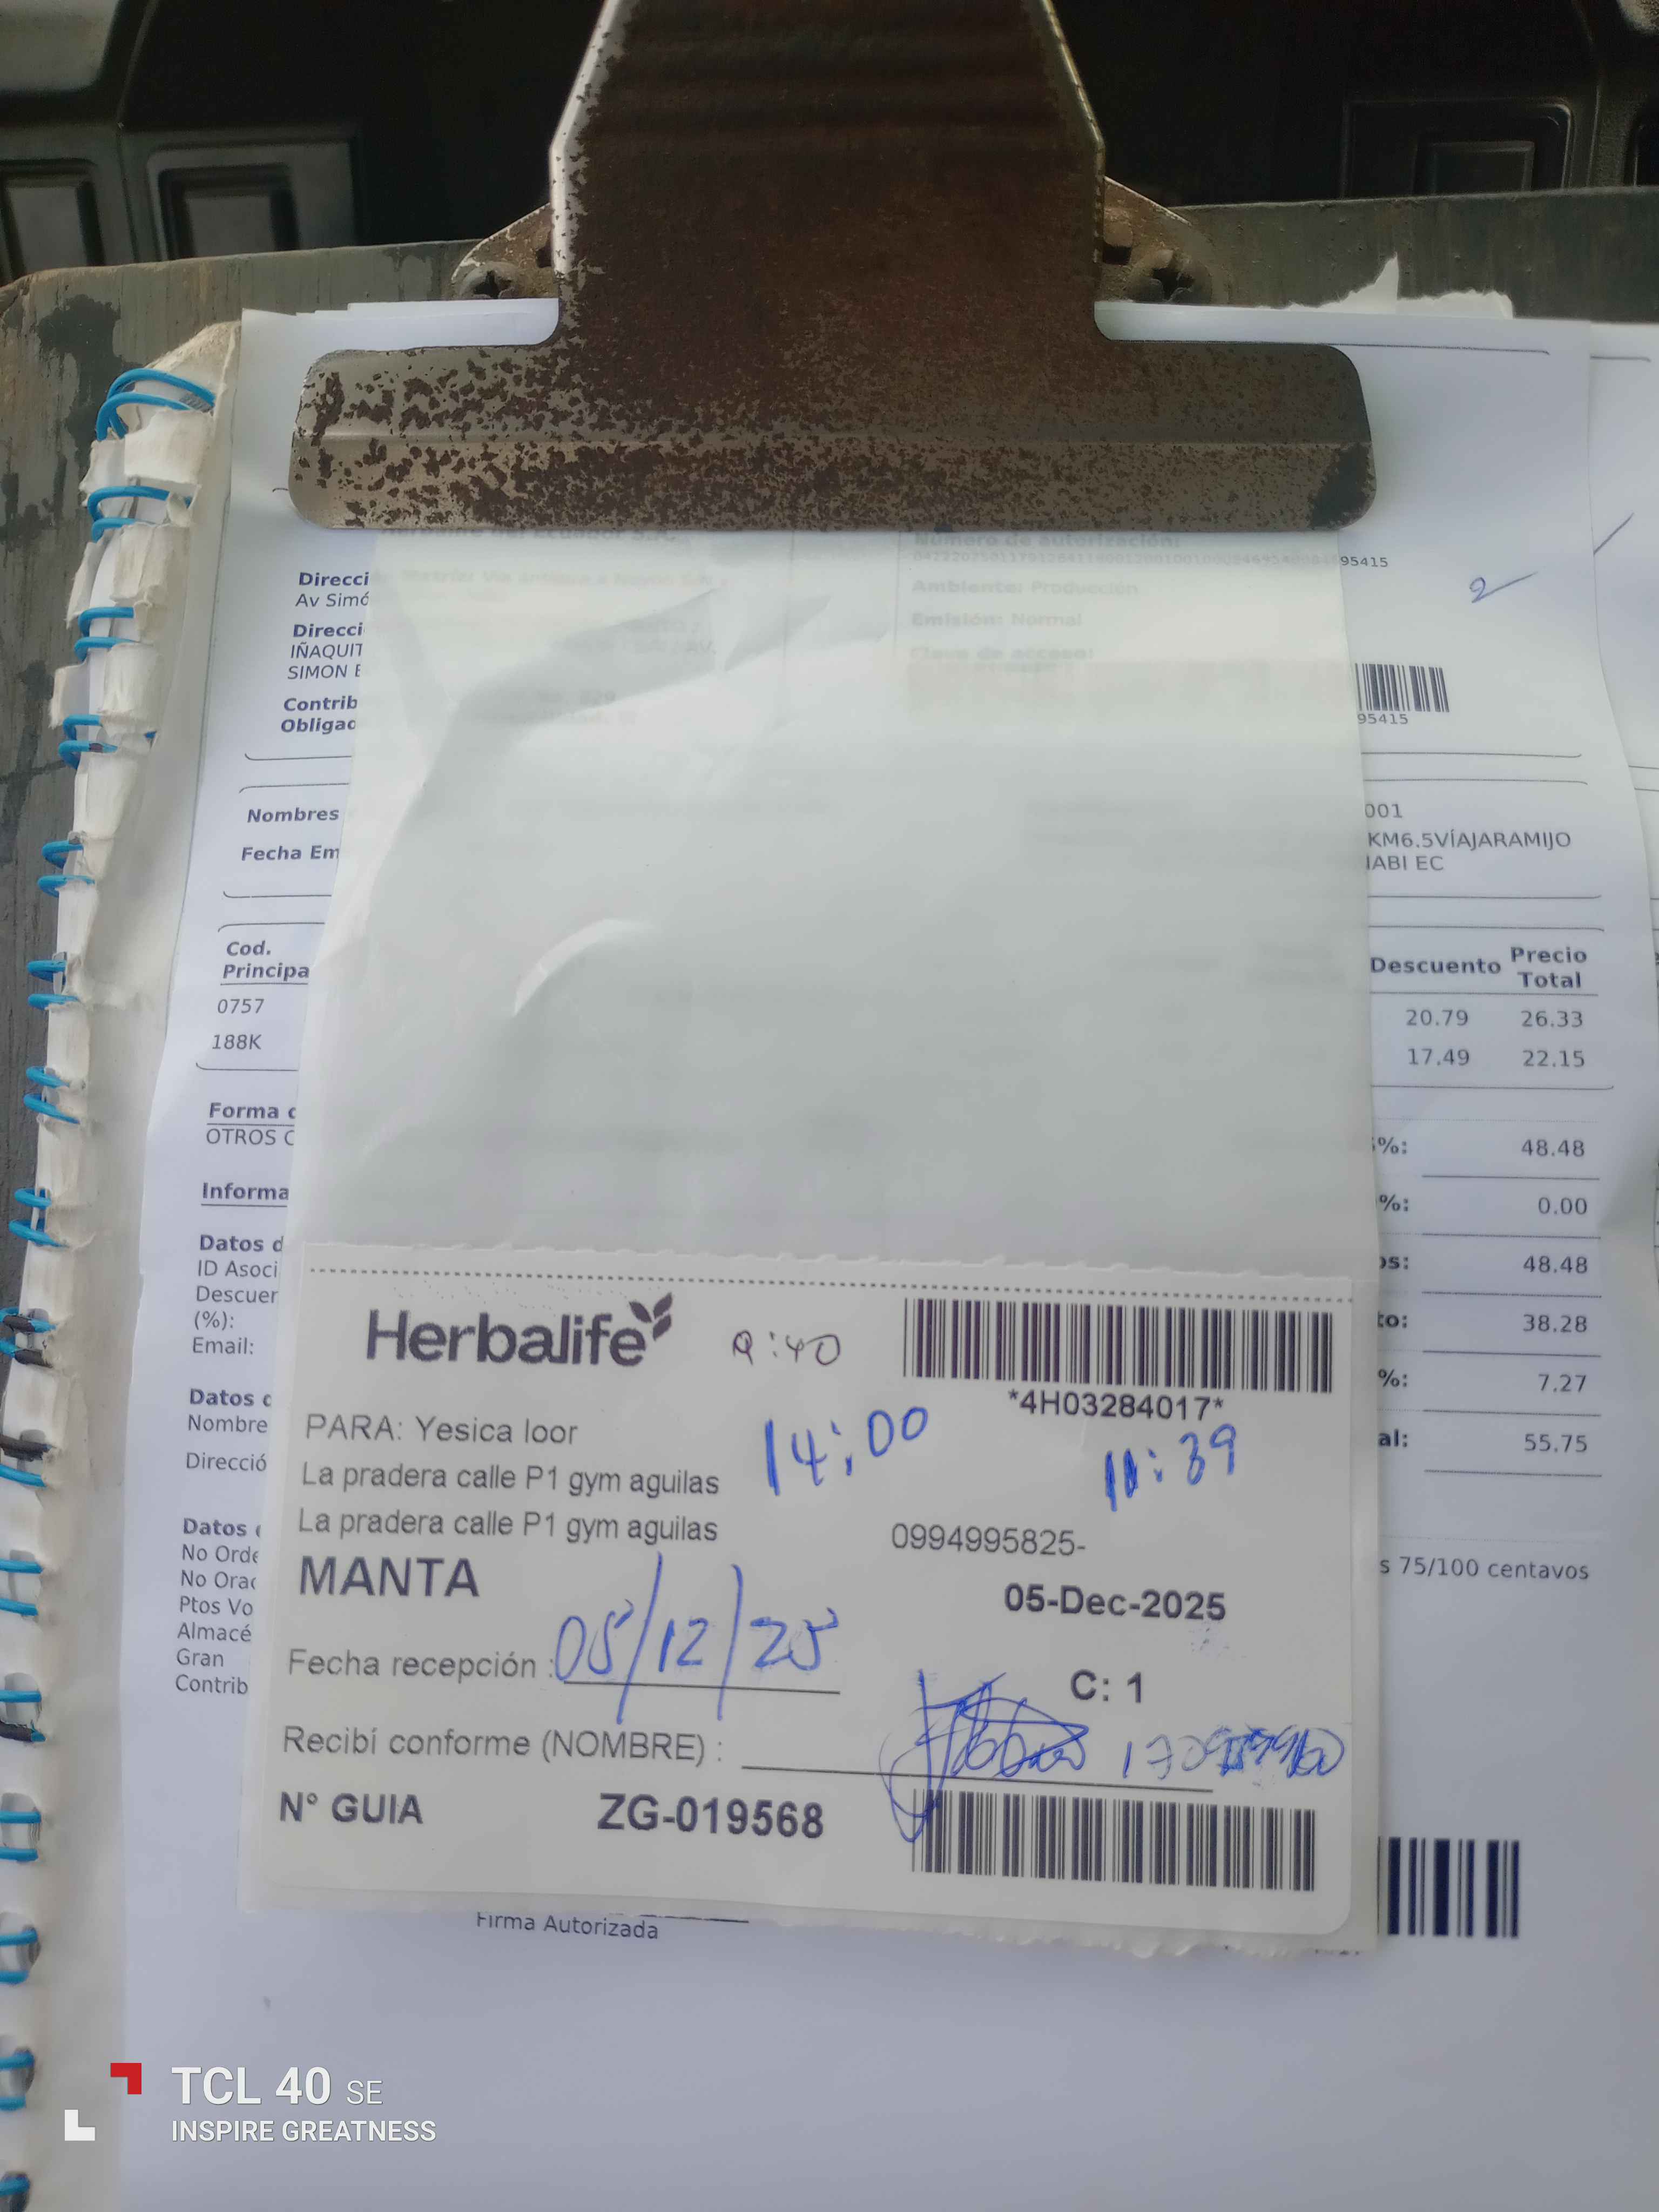 Número de autorización:
95415
Direcci
Av Simó
Ambiente: Producción
Emisión: Normal
Clave de acceso:
Direcci
IÑAQUIT
SIMON E
Contrib
Obligac
95415
2
Nombres
001
Fecha Em
KM6.5VÍAJARAMIJO
ABI EC
Cod.
Principa
Descuento
Precio
Total
0757
20.79 26.33
188K
17.49 22.15
Forma d
OTROS C
%: 48.48
Informa
%: 0.00
Datos d
ID Asoci
os: 48.48
Descuer
(%):
to: 38.28
Email:
%: 7.27
Datos d
Nombre
al: 55.75
Direcció
Datos
No Orde
No Orac
s 75/100 centavos
Ptos Vo
Almacé
Gran
Contrib
Herbalife
9:40
*4H03284017*
PARA: Yesica loor
14:00
11:39
La pradera calle P1 gym aguilas
La pradera calle P1 gym aguilas
0994995825-
MANTA
05-Dec-2025
Fecha recepción : 05/12/25
C: 1
Recibí conforme (NOMBRE) :
N° GUIA ZG-019568
Firma Autorizada
TCL 40 SE
INSPIRE GREATNESS